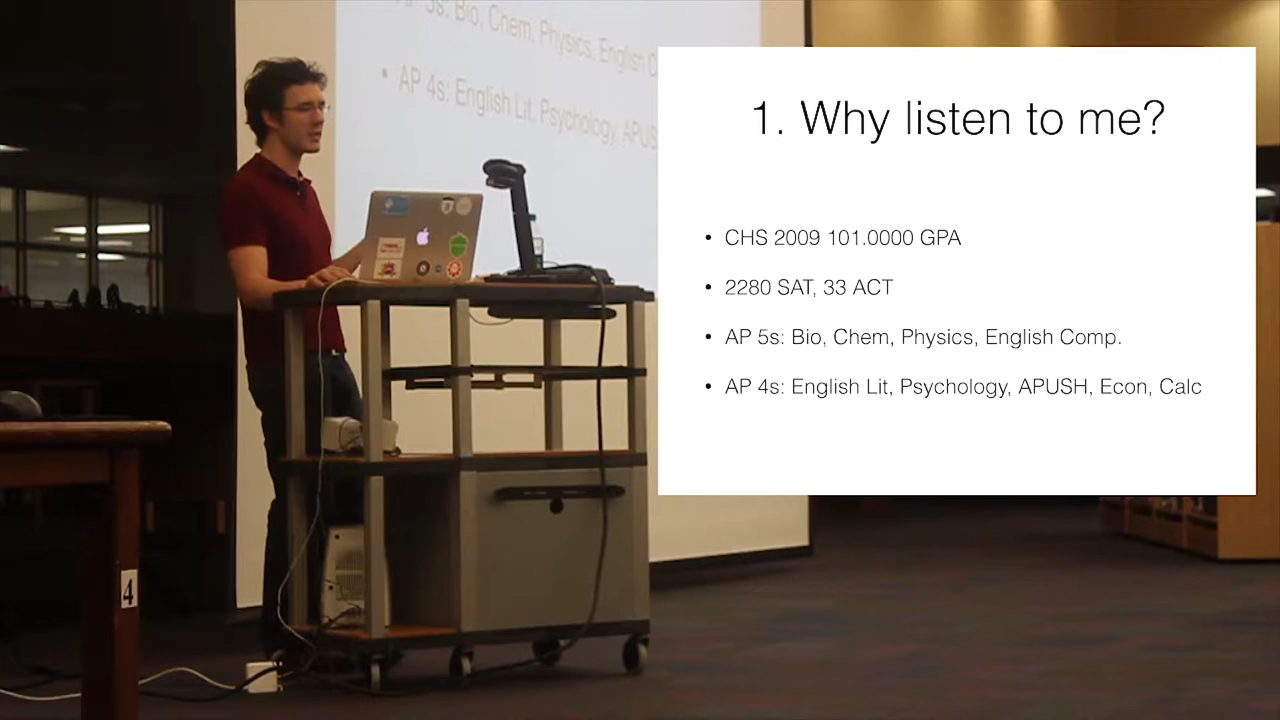 AP 5s: Bio, Chem, Physics, English C
• AP 4s: English Lit, Psychology, APUS
1. Why listen to me?
• CHS 2009 101.0000 GPA
• 2280 SAT, 33 ACT
• AP 5s: Bio, Chem, Physics, English Comp.
• AP 4s: English Lit, Psychology, APUSH, Econ, Calc
4